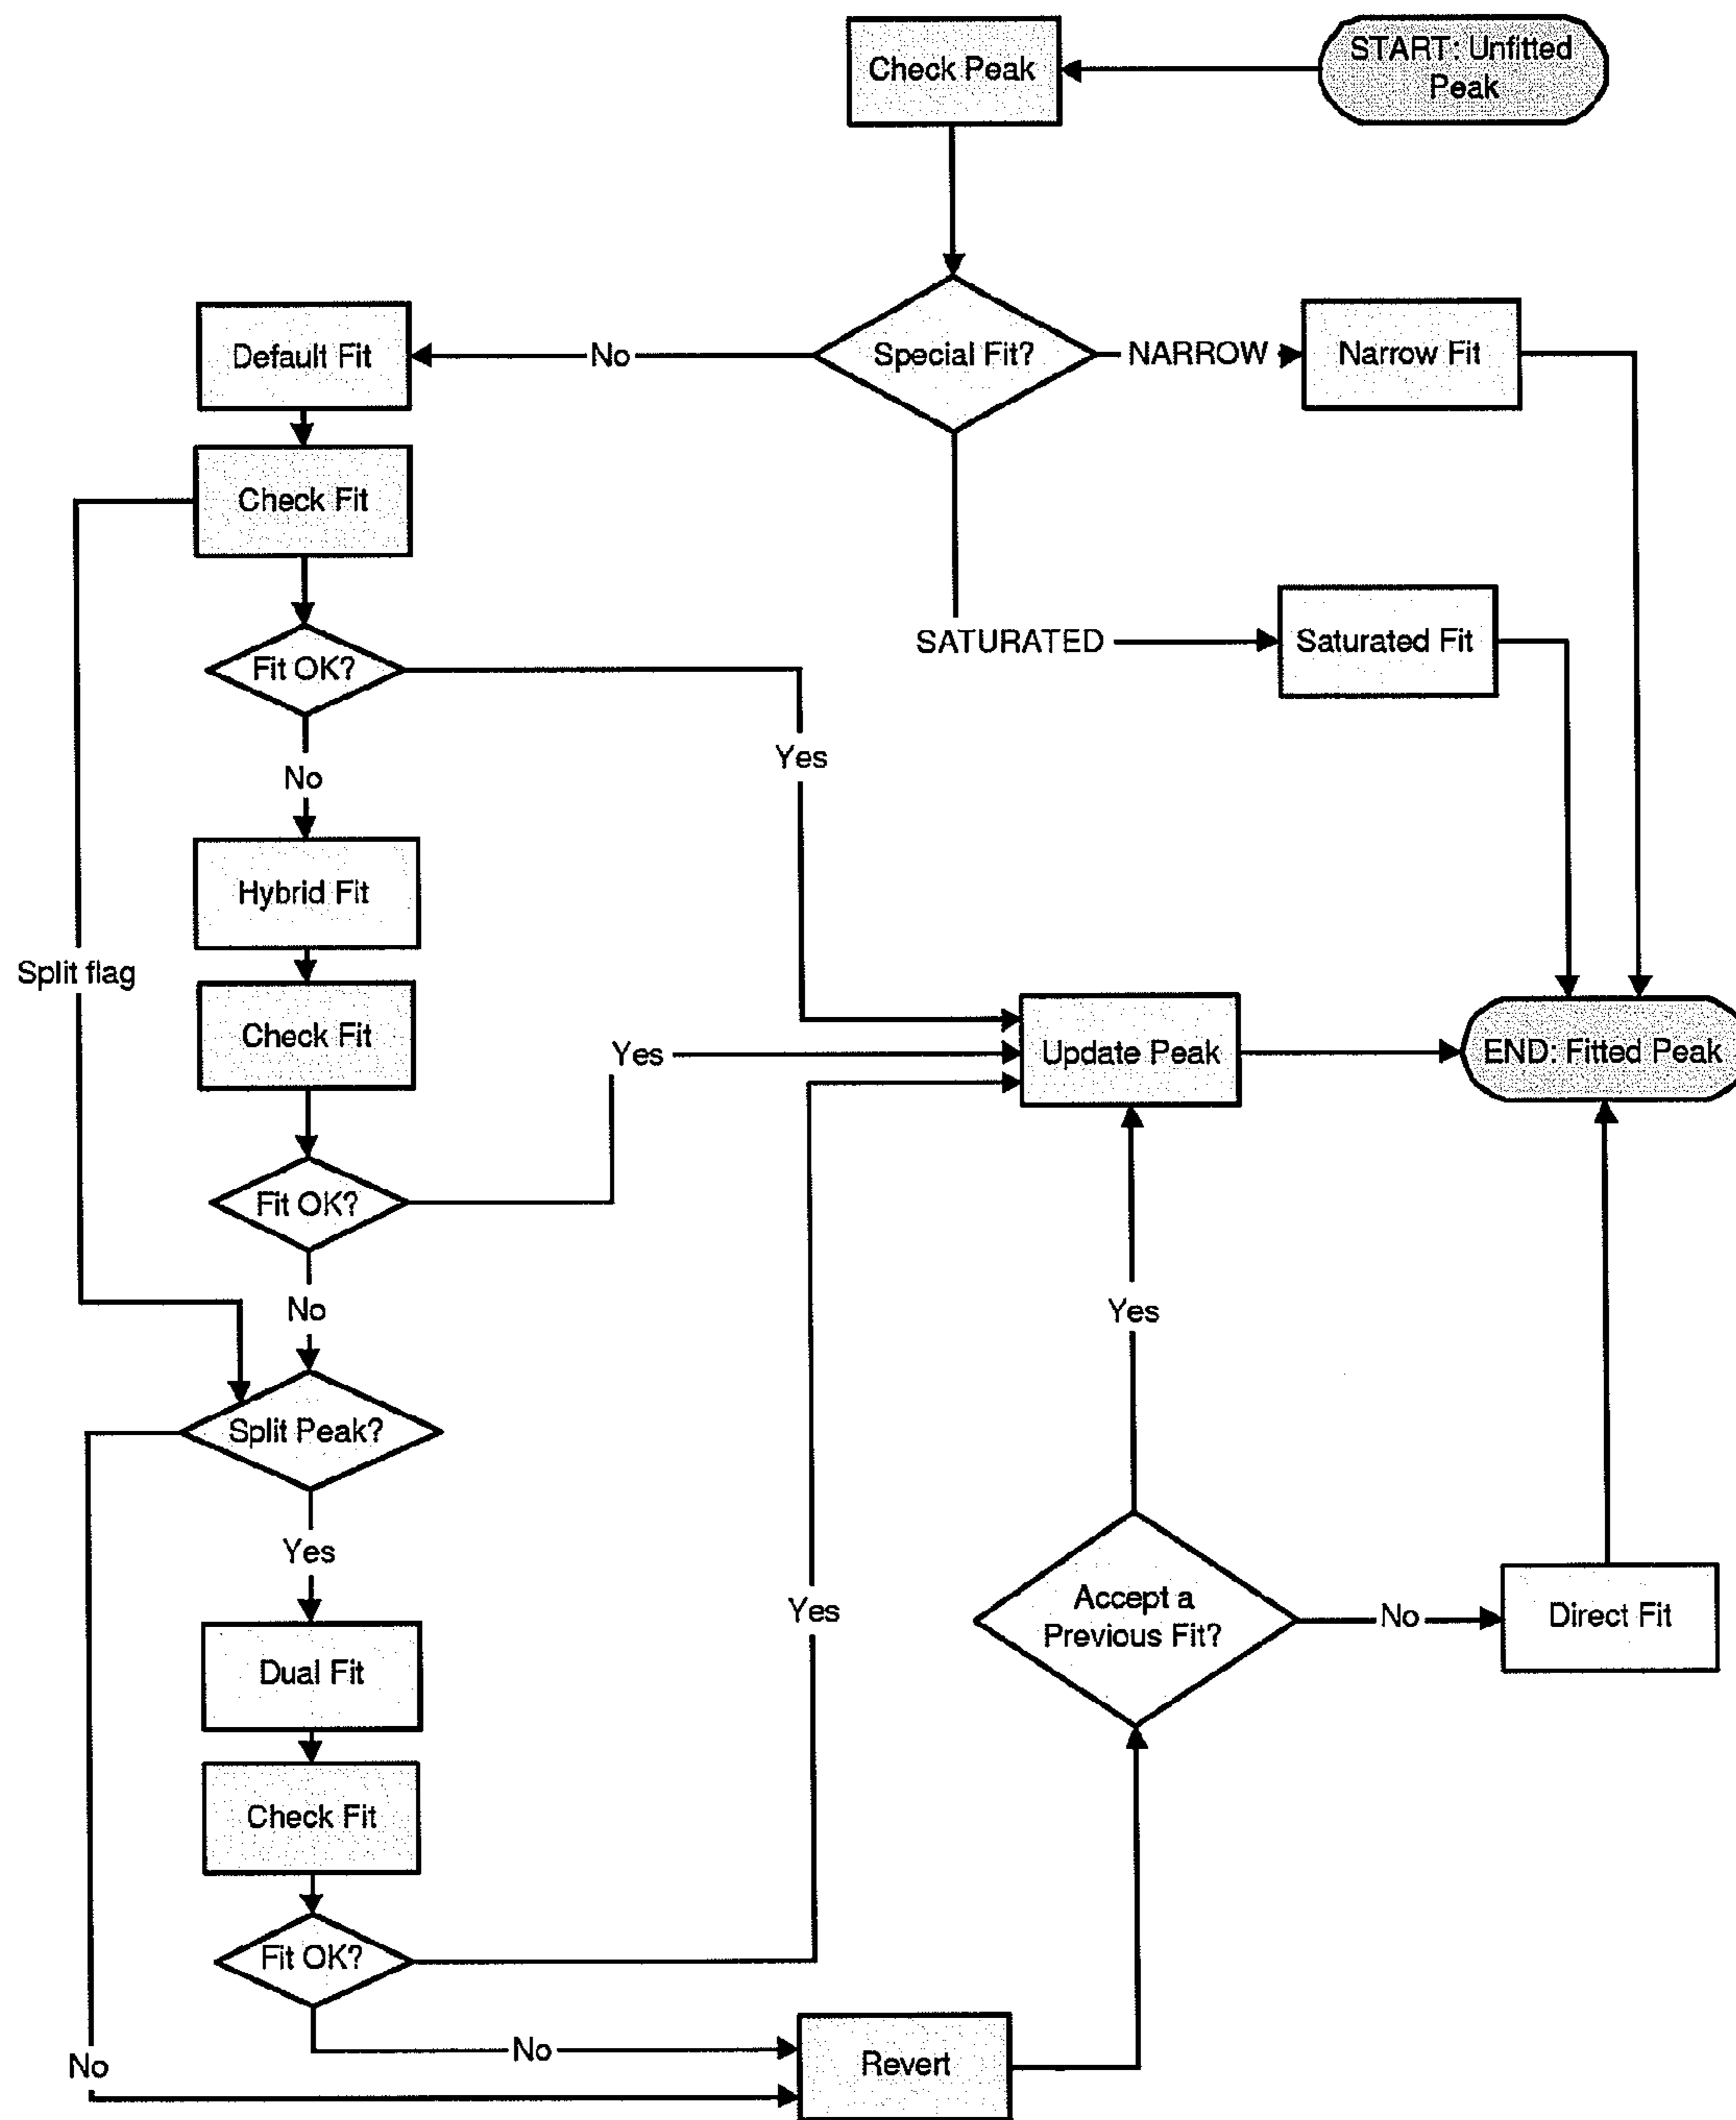 START: Unfitted
Peak
Check Peak
Special Fit?
No
Default Fit
NARROW
Narrow Fit
SATURATED
Saturated Fit
Check Fit
Fit OK?
Yes
No
Hybrid Fit
Split flag
Check Fit
Yes
Update Peak
END: Fitted Peak
Fit OK?
No
Split Peak?
Yes
Dual Fit
Check Fit
Fit OK?
Yes
No
No
Revert
Accept a
Previous Fit?
Yes
No
Direct Fit